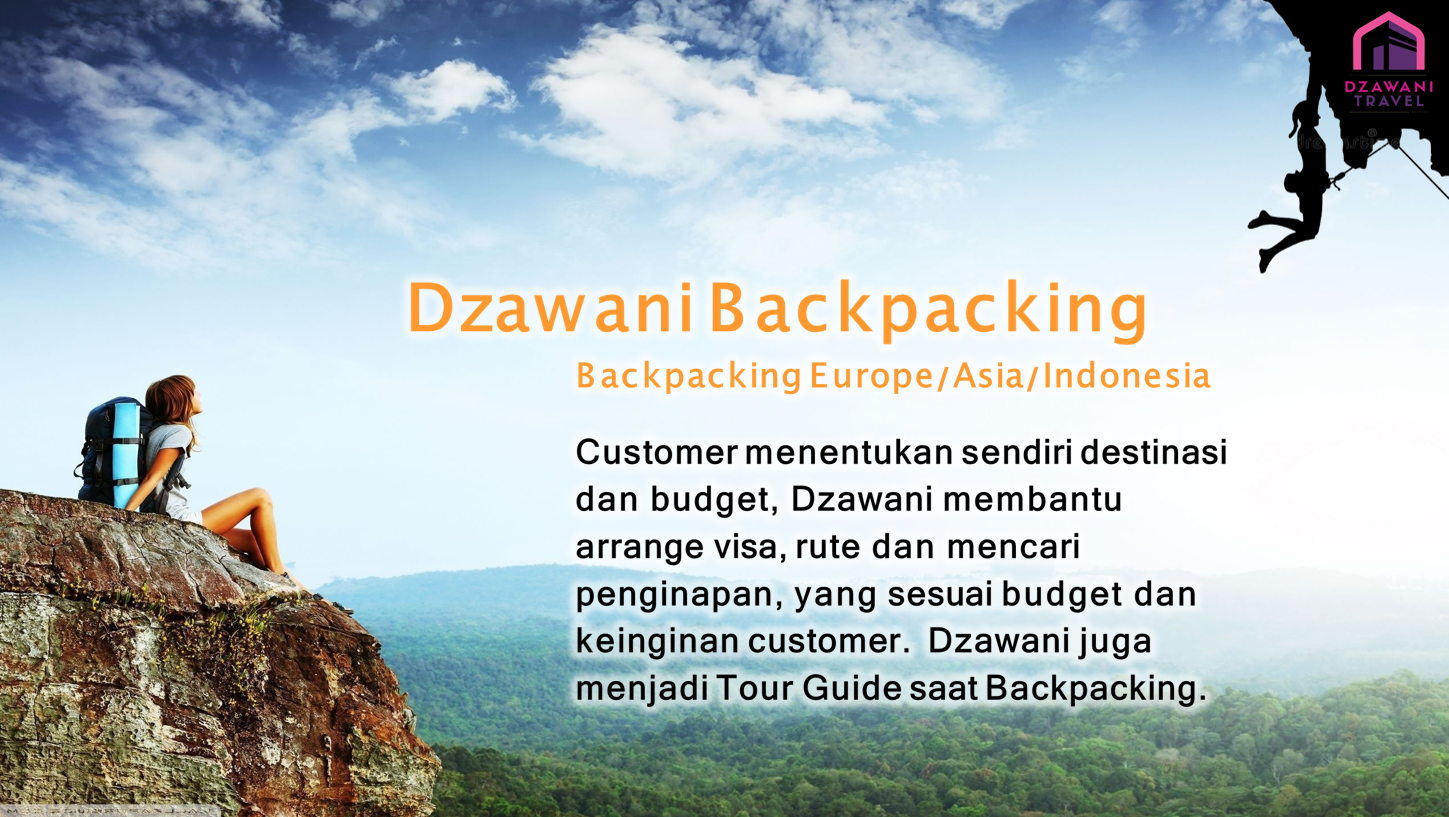 DZAWANI
TRAVEL
Dzawani Backpacking
Backpacking Europe/Asia/Indonesia
Customer menentukan sendiri destinasi
dan budget, Dzawani membantu
arrange visa, rute dan mencari
penginapan, yang sesuai budget dan
keinginan customer. Dzawani juga
menjadi Tour Guide saat Backpacking.